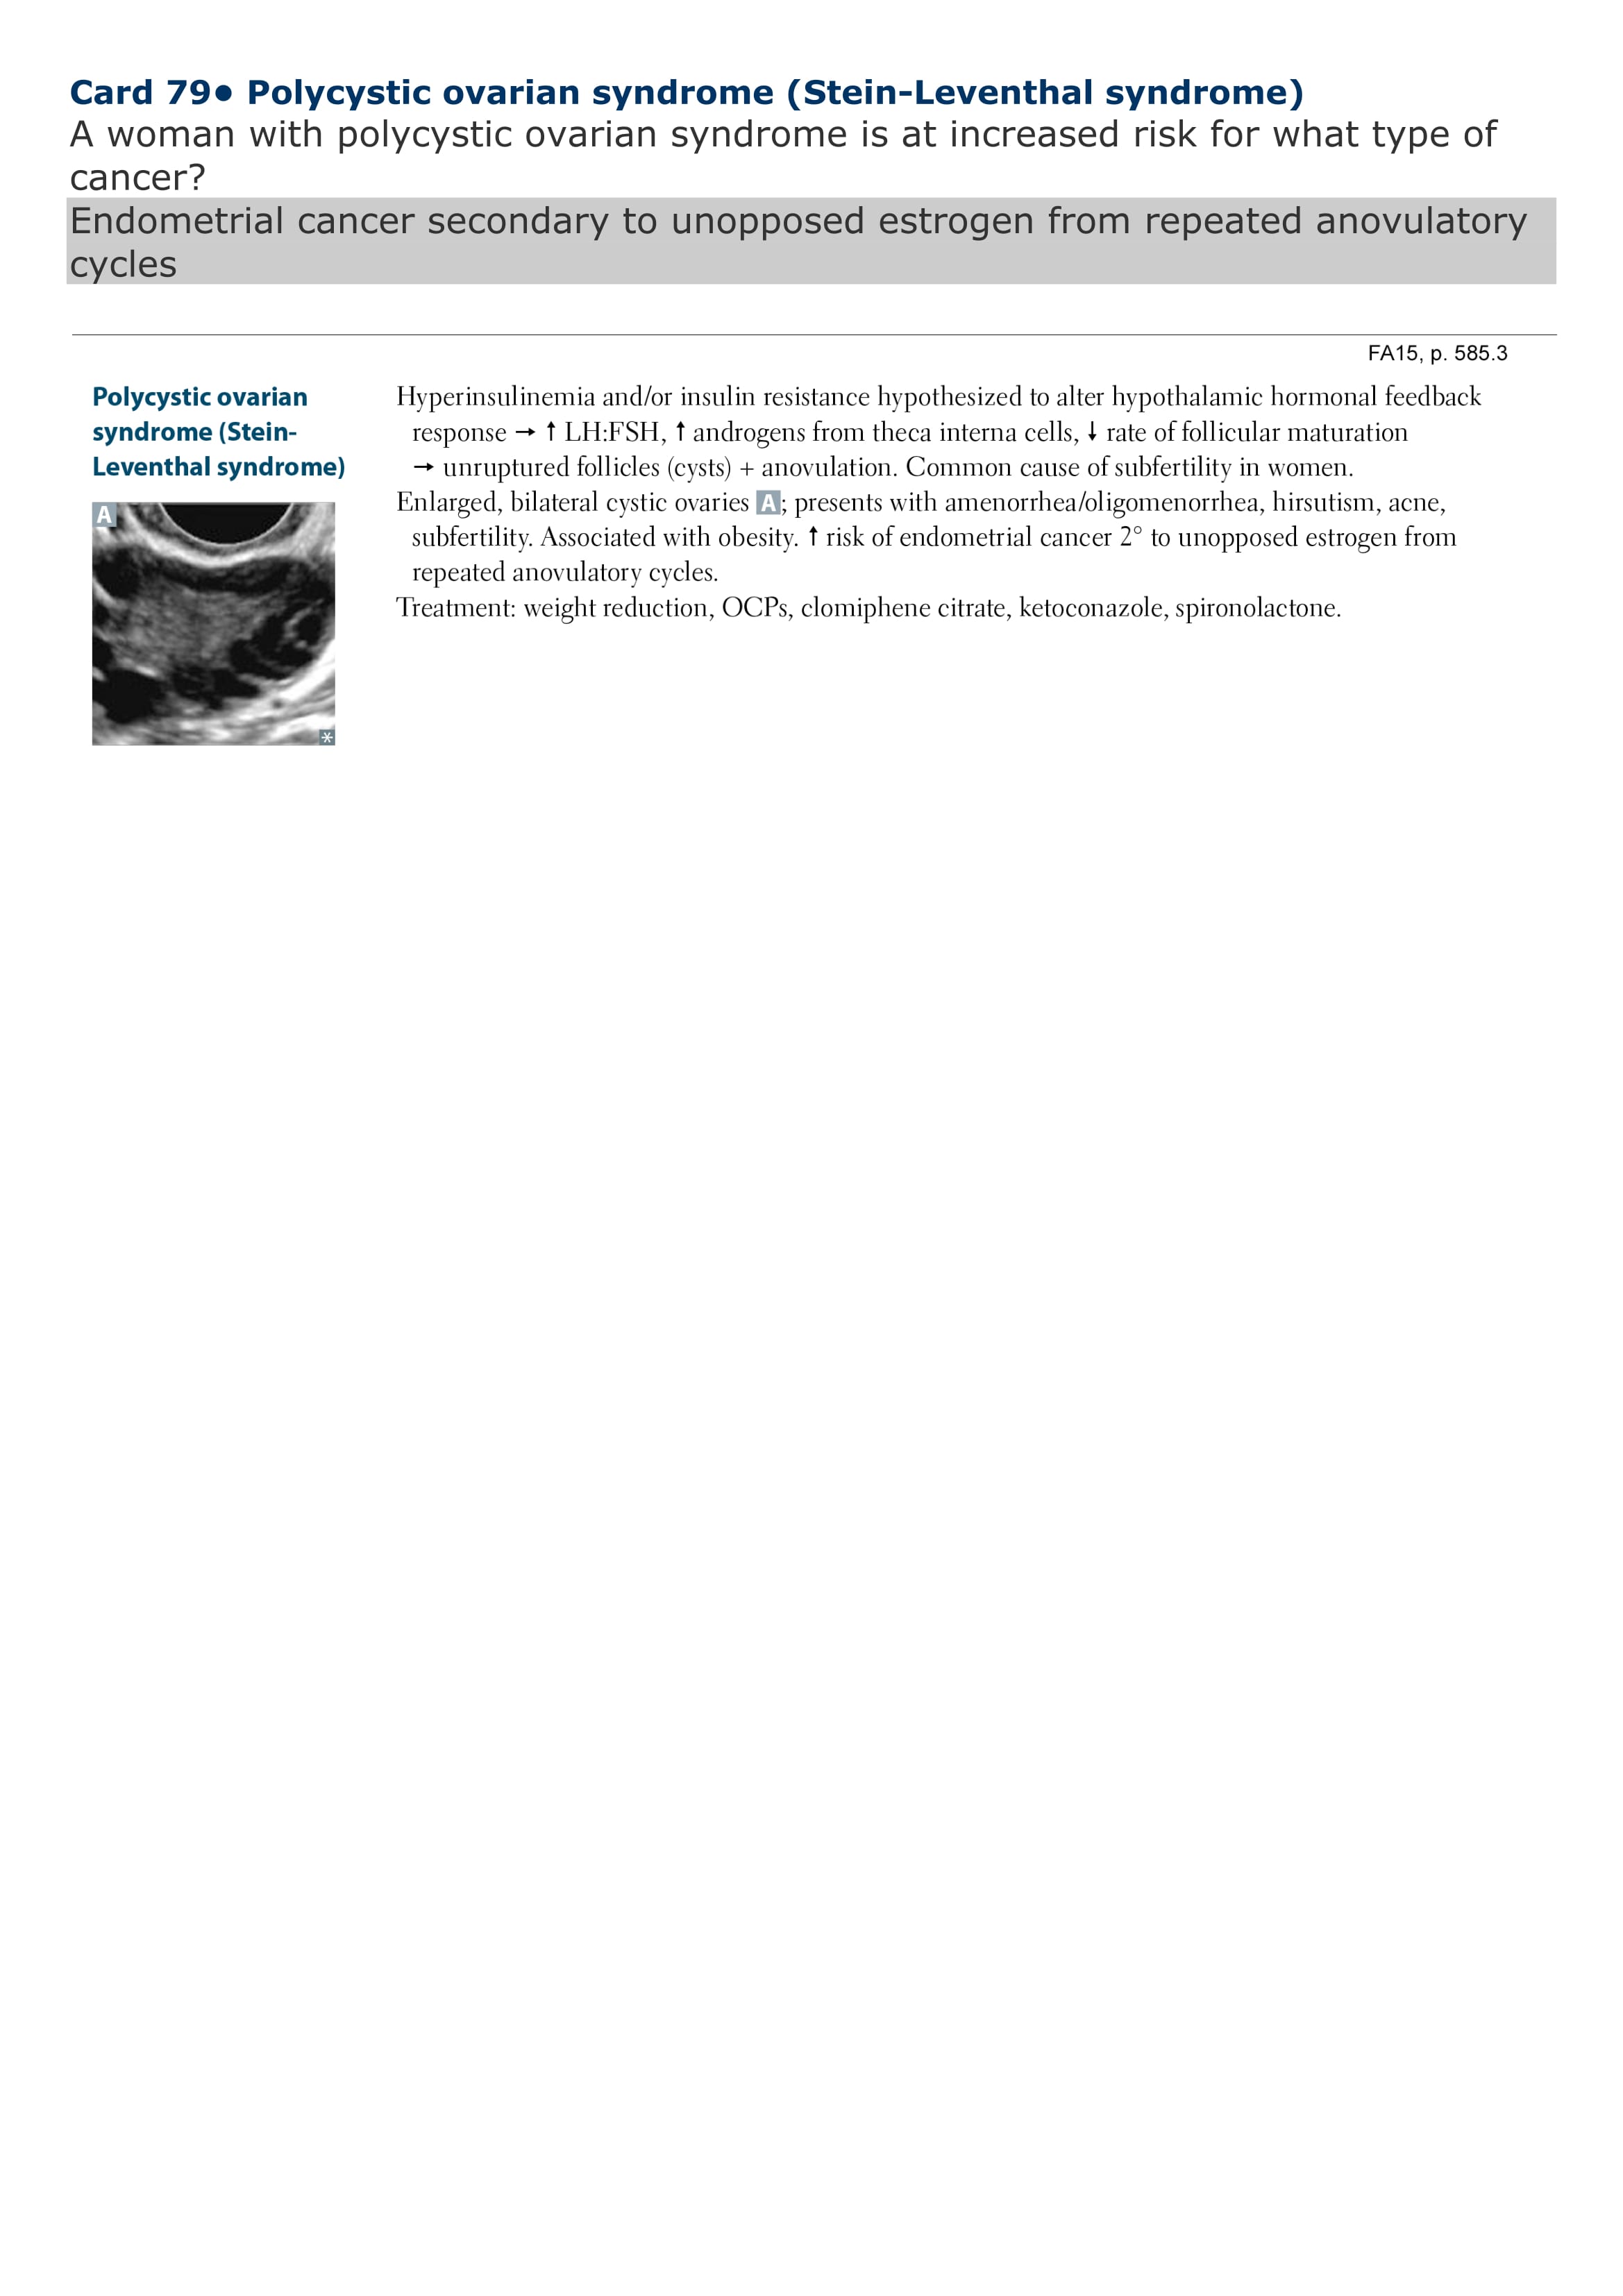 Card 79● Polycystic ovarian syndrome (Stein-Leventhal syndrome)
A woman with polycystic ovarian syndrome is at increased risk for what type of
cancer?
Endometrial cancer secondary to unopposed estrogen from repeated anovulatory
cycles
FA15, p. 585.3
Polycystic ovarian
syndrome (Stein-
Leventhal syndrome)
A
*
Hyperinsulinemia and/or insulin resistance hypothesized to alter hypothalamic hormonal feedback
response → ↑ LH:FSH, ↑ androgens from theca interna cells, ↓ rate of follicular maturation
→ unruptured follicles (cysts) + anovulation. Common cause of subfertility in women.
Enlarged, bilateral cystic ovaries A; presents with amenorrhea/oligomenorrhea, hirsutism, acne,
subfertility. Associated with obesity. ↑ risk of endometrial cancer 2° to unopposed estrogen from
repeated anovulatory cycles.
Treatment: weight reduction, OCPs, clomiphene citrate, ketoconazole, spironolactone.